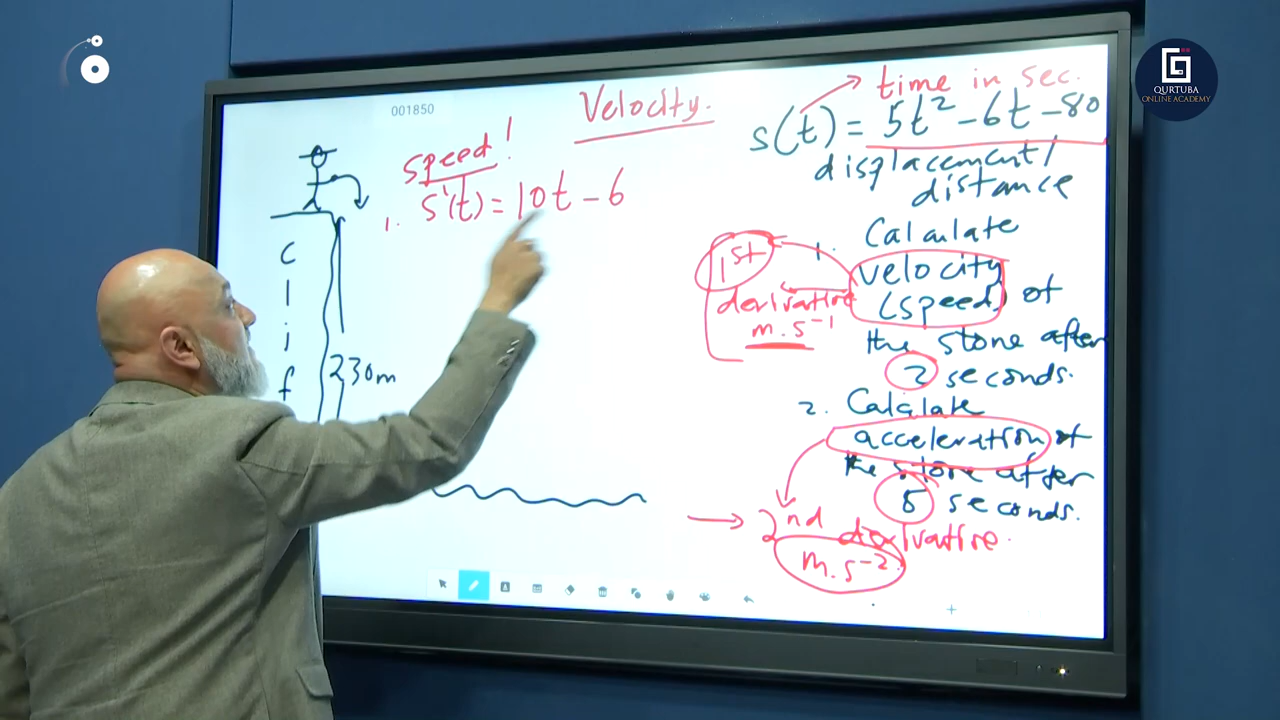 QURTUBA
ONLINE ACADEMY
001850
Velocity.
time in sec.
s(t) = 5t² - 6t - 80
displacement/
distance
speed!
1. s'(t) = 10t - 6
C
l
i
f
230m
1. Calculate
velocity
(speed) of
the stone after
2 seconds.
1st
derivative
m.s⁻¹
2. Calclate
acceleration of
the stone after
5 seconds.
2nd derivative.
m.s⁻².